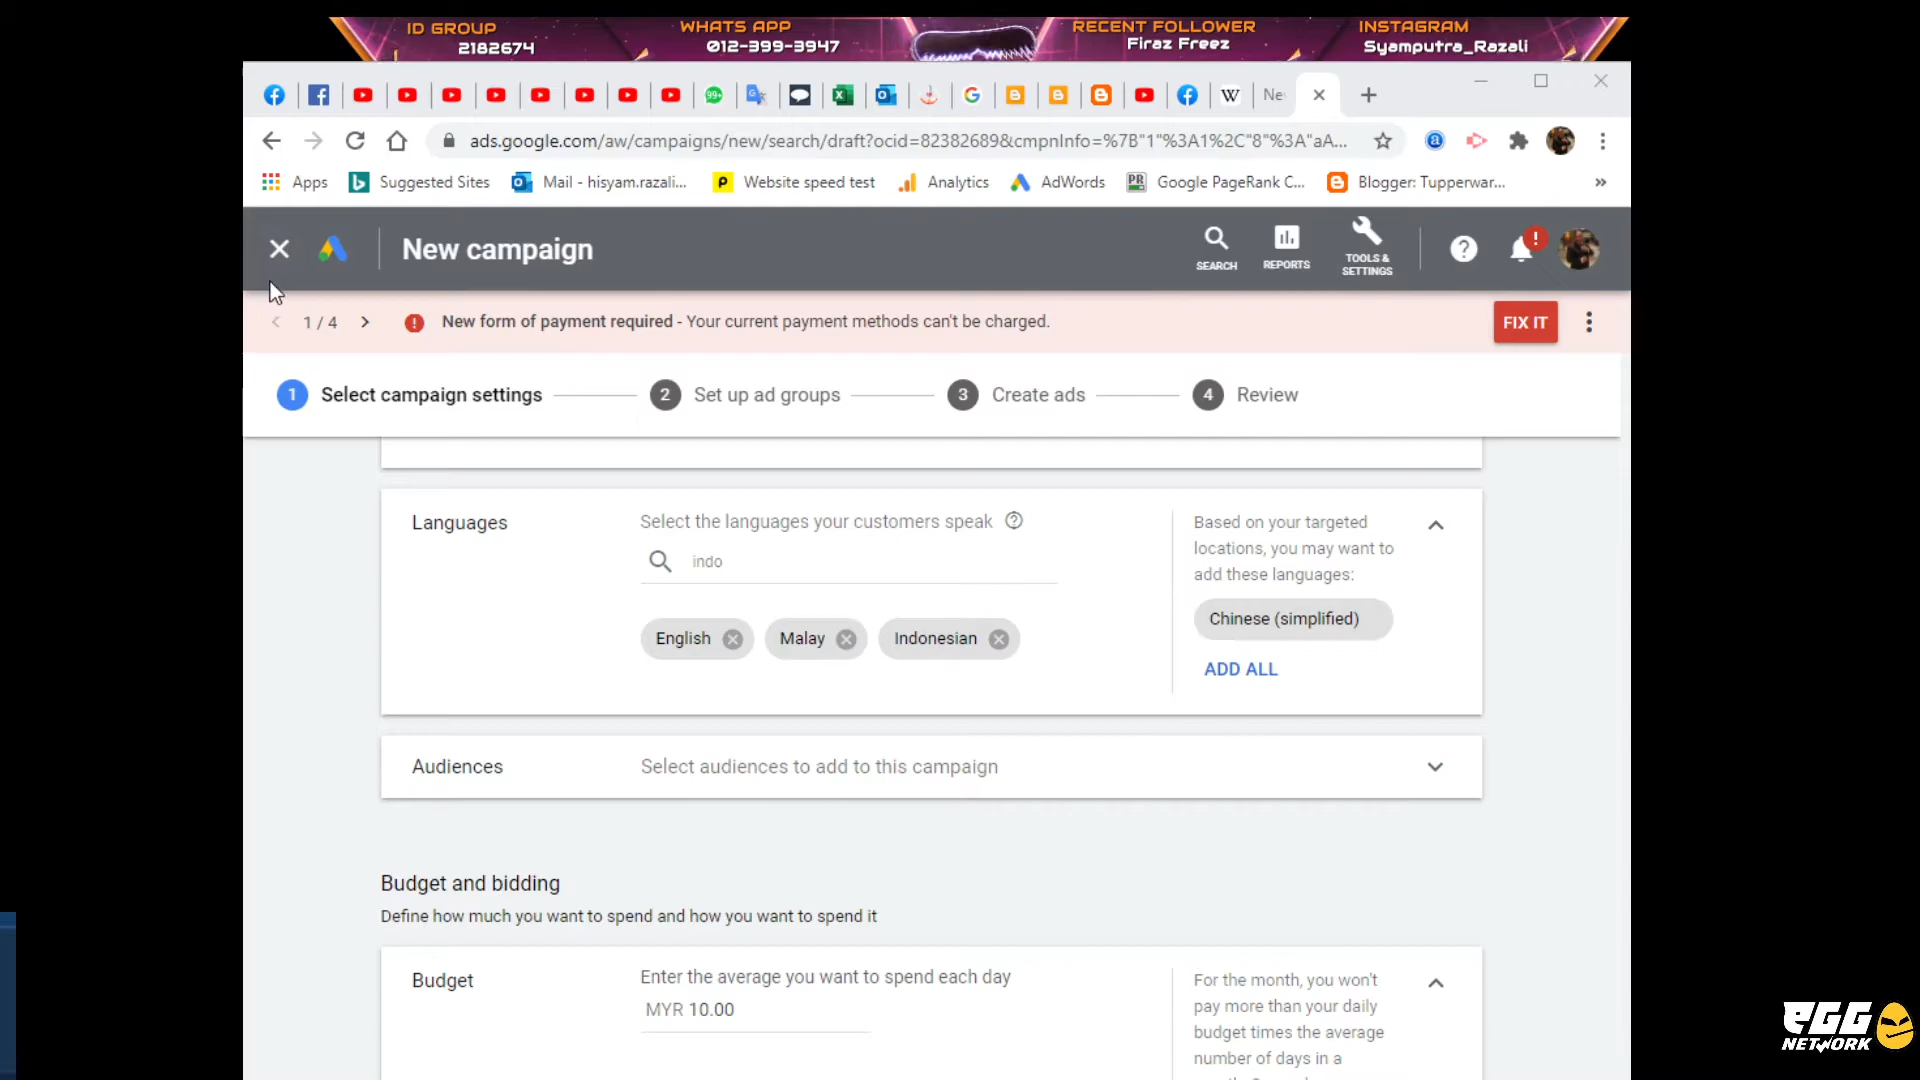 ID GROUP
2182674
WHATS APP
012-399-3947
RECENT FOLLOWER
Firaz Freez
INSTAGRAM
Syamputra_Razali
99+
W
Ne
ads.google.com/aw/campaigns/new/search/draft?ocid=82382689&cmpnInfo=%7B"1"%3A1%2C"8"%3A"aA...
Apps
Suggested Sites
Mail - hisyam.razali...
Website speed test
Analytics
AdWords
PR
Google PageRank C...
Blogger: Tupperwar...
»
New campaign
SEARCH
REPORTS
TOOLS &
SETTINGS
1 / 4
New form of payment required - Your current payment methods can't be charged.
FIX IT
1 Select campaign settings
2 Set up ad groups
3 Create ads
4 Review
Languages
Select the languages your customers speak
indo
English
Malay
Indonesian
Based on your targeted
locations, you may want to
add these languages:
Chinese (simplified)
ADD ALL
Audiences
Select audiences to add to this campaign
Budget and bidding
Define how much you want to spend and how you want to spend it
Budget
Enter the average you want to spend each day
MYR 10.00
For the month, you won't
pay more than your daily
budget times the average
number of days in a
EGG
NETWORK